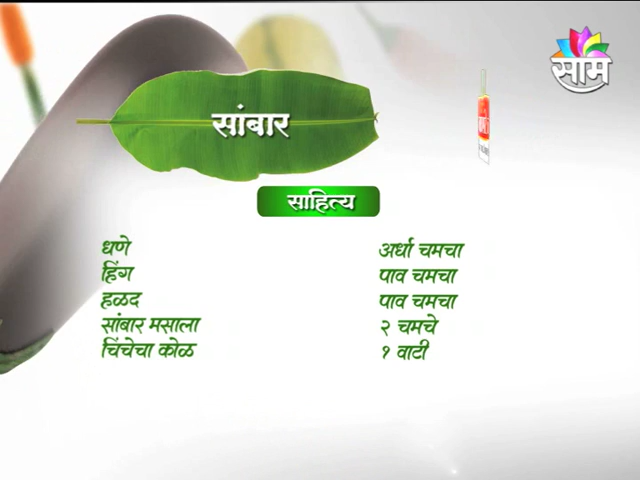 साम
सांबार
साहित्य
धणे अर्धा चमचा
हिंग पाव चमचा
हळद पाव चमचा
सांबार मसाला २ चमचे
चिंचेचा कोळ १ वाटी